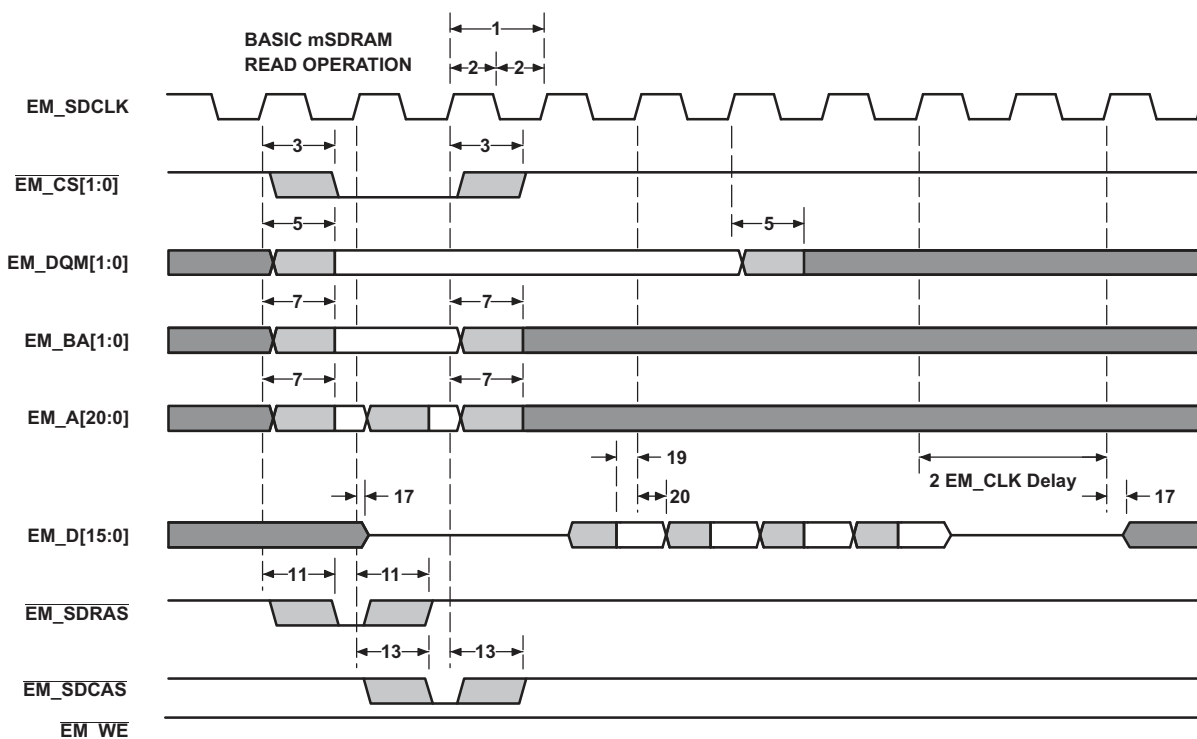 1
BASIC mSDRAM
READ OPERATION
2 2
EM_SDCLK
3 3
EM_CS[1:0]
5 5
EM_DQM[1:0]
7 7
EM_BA[1:0]
7 7
EM_A[20:0]
19
2 EM_CLK Delay
17 20 17
EM_D[15:0]
11 11
EM_SDRAS
13 13
EM_SDCAS
EM_WE